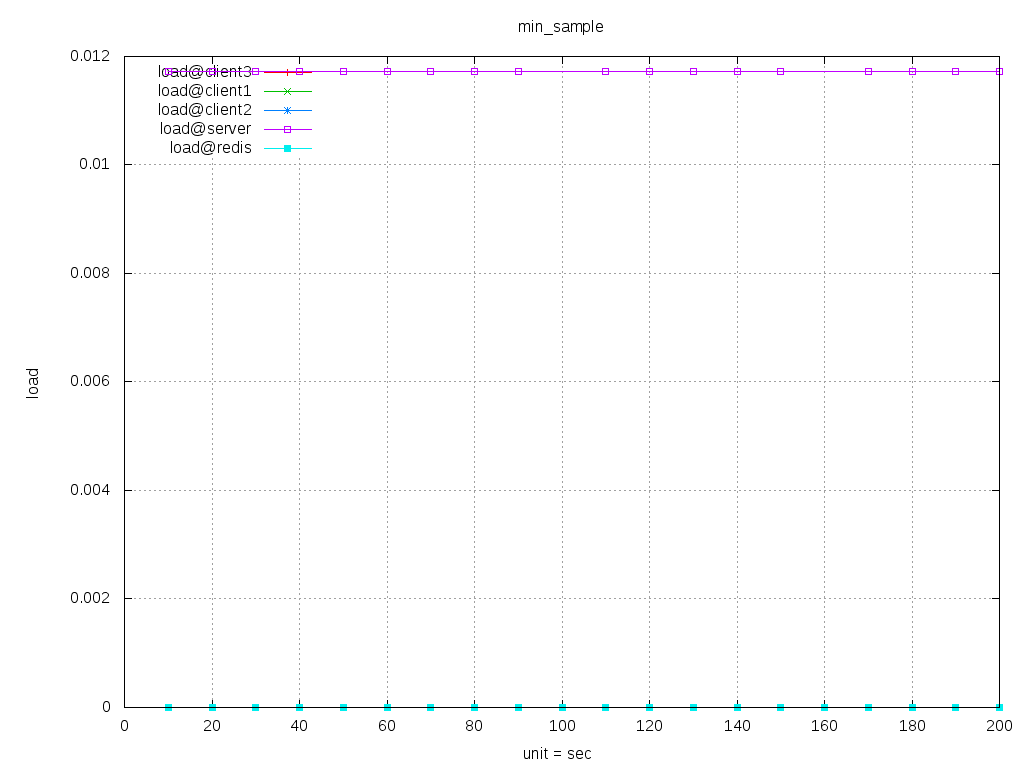 min_sample
0.012
load@client3
load@client1
load@client2
load@server
load@redis
0.01
0.008
0.006
load
0.004
0.002
0
0 20 40 60 80 100 120 140 160 180 200
unit = sec